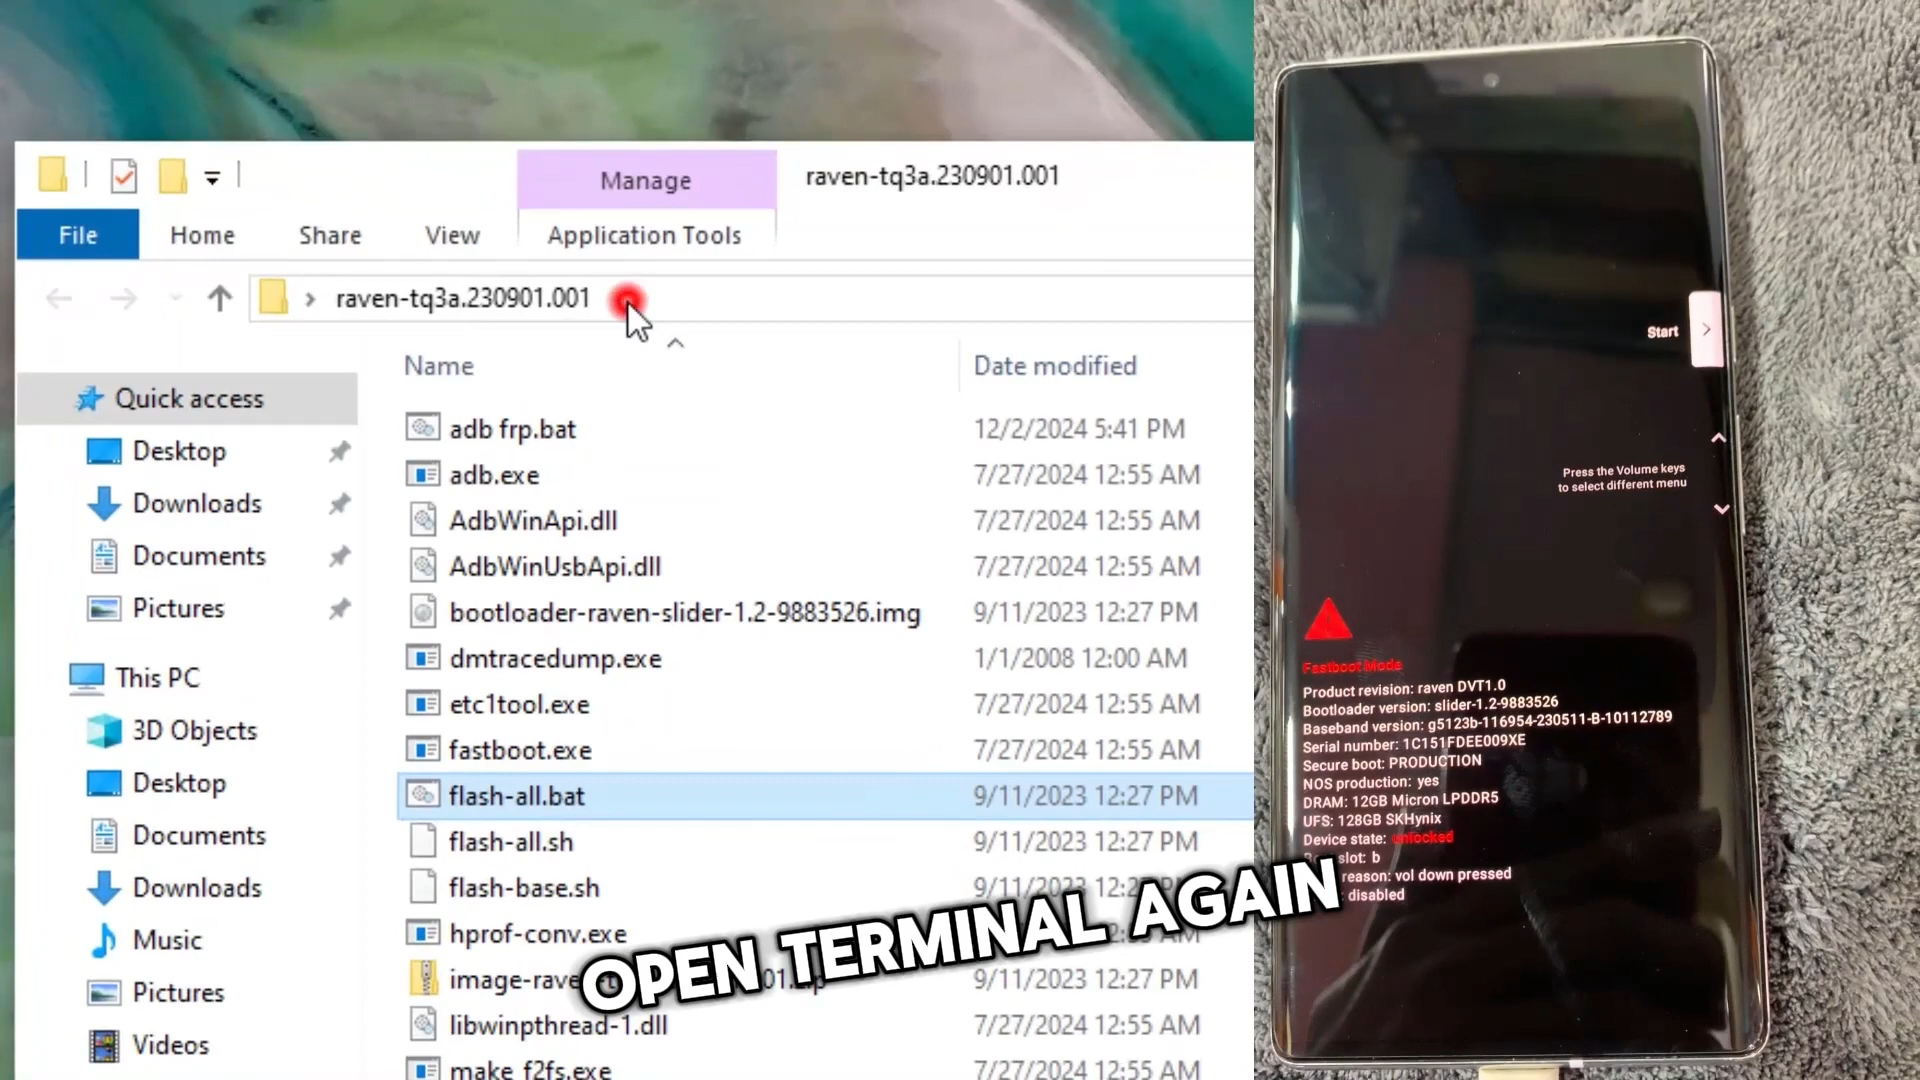 Manage
raven-tq3a.230901.001
File
Home
Share
View
Application Tools
raven-tq3a.230901.001
Name
Date modified
Quick access
Desktop
Downloads
Documents
Pictures
This PC
3D Objects
Desktop
Documents
Downloads
Music
Pictures
Videos
adb frp.bat 12/2/2024 5:41 PM
adb.exe 7/27/2024 12:55 AM
AdbWinApi.dll 7/27/2024 12:55 AM
AdbWinUsbApi.dll 7/27/2024 12:55 AM
bootloader-raven-slider-1.2-9883526.img 9/11/2023 12:27 PM
dmtracedump.exe 1/1/2008 12:00 AM
etc1tool.exe 7/27/2024 12:55 AM
fastboot.exe 7/27/2024 12:55 AM
flash-all.bat 9/11/2023 12:27 PM
flash-all.sh 9/11/2023 12:27 PM
flash-base.sh 9/11/2023
hprof-conv.exe
9/11/2023 12:27 PM
libwinpthread-1.dll 7/27/2024 12:55 AM
make_f2fs.exe 7/27/2024 12:55 AM
OPEN TERMINAL AGAIN
Start
Press the Volume keys
to select different menu
Fastboot Mode
Product revision: raven DVT1.0
Bootloader version: slider-1.2-9883526
Baseband version: g5123b-116954-230511-B-10112789
Serial number: 1C151FDEE009XE
Secure boot: PRODUCTION
NOS production: yes
DRAM: 12GB Micron LPDDR5
UFS: 128GB SKHynix
Device state: unlocked
slot: b
reason: vol down pressed
disabled